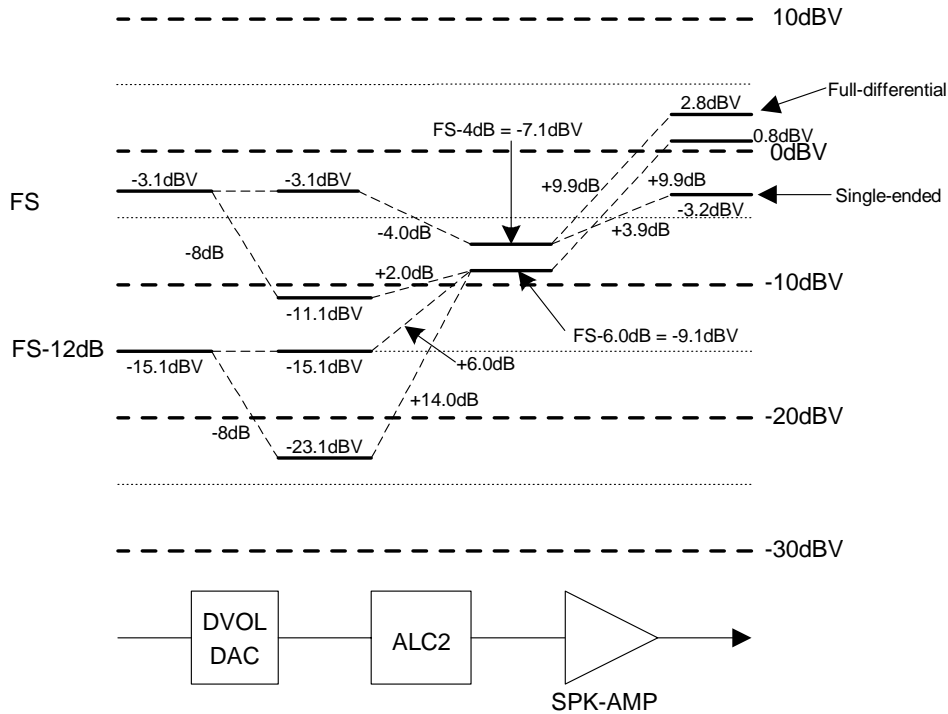 10dBV
2.8dBV
Full-differential
FS-4dB = -7.1dBV
0.8dBV
0dBV
-3.1dBV
-3.1dBV
+9.9dB
+9.9dB
Single-ended
FS
-3.2dBV
-4.0dB
+3.9dB
-8dB
+2.0dB
-10dBV
-11.1dBV
FS-6.0dB = -9.1dBV
FS-12dB
-15.1dBV
-15.1dBV
+6.0dB
+14.0dB
-20dBV
-8dB
-23.1dBV
-30dBV
DVOL
DAC
ALC2
SPK-AMP